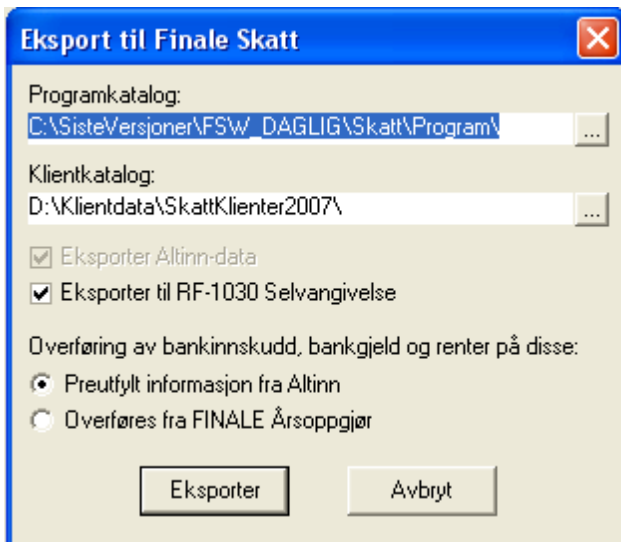 Eksport til Finale Skatt
Programkatalog:
C:\SisteVersjoner\FSW_DAGLIG\Skatt\Program\
...
Klientkatalog:
D:\Klientdata\SkattKlienter2007\
...
Eksporter Altinn-data
Eksporter til RF-1030 Selvangivelse
Overføring av bankinnskudd, bankgjeld og renter på disse:
Preutfylt informasjon fra Altinn
Overføres fra FINALE Årsoppgjør
Eksporter
Avbryt